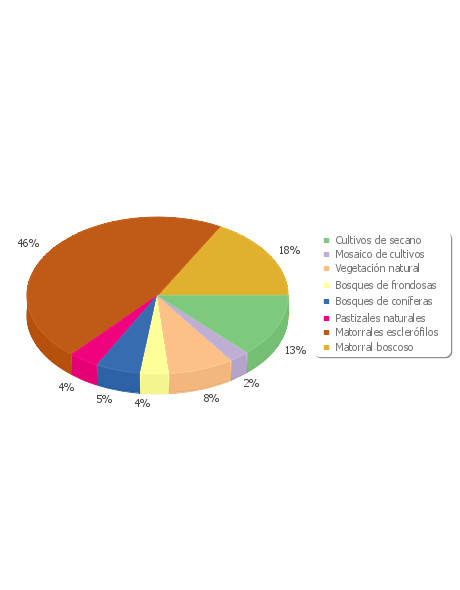 46%
18%
13%
2%
8%
4%
5%
4%
Cultivos de secano
Mosaico de cultivos
Vegetación natural
Bosques de frondosas
Bosques de coníferas
Pastizales naturales
Matorrales esclerófilos
Matorral boscoso